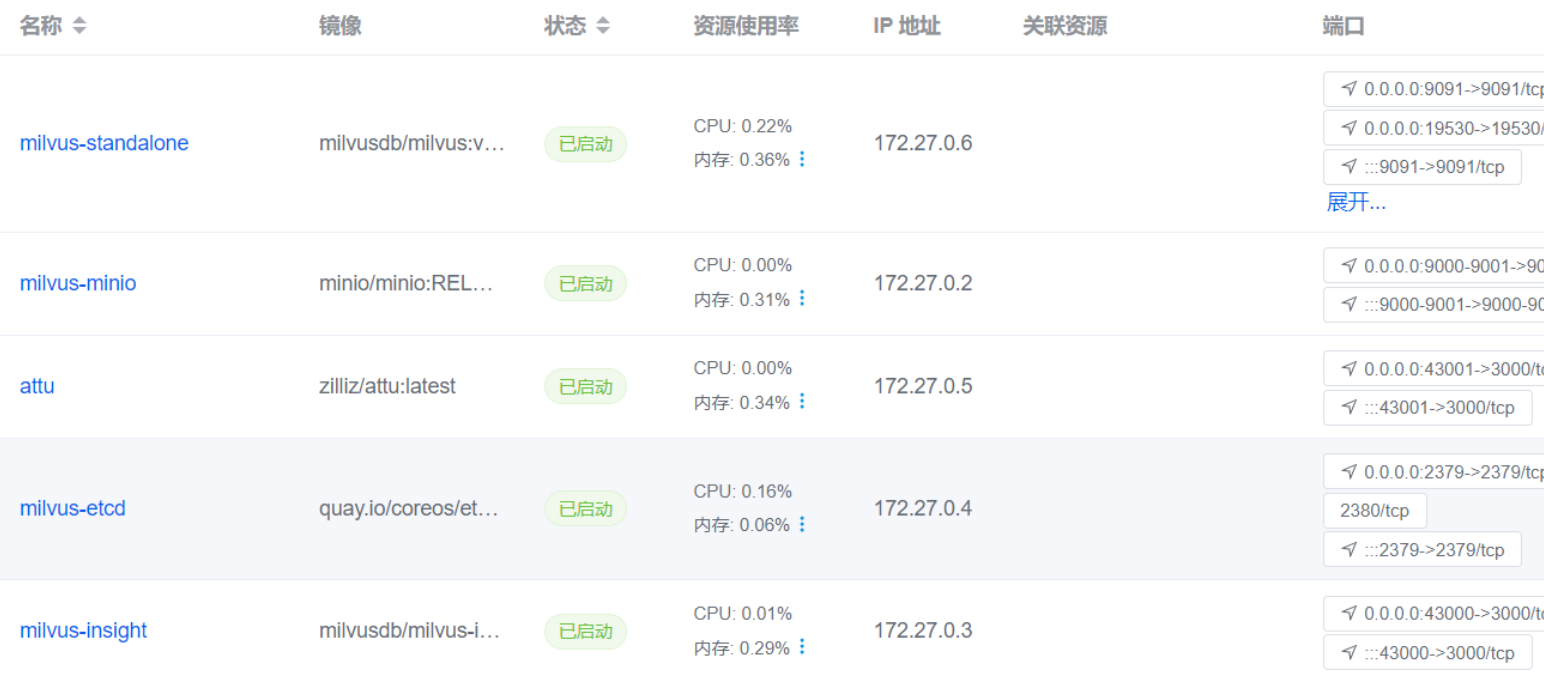 名称 镜像 状态 资源使用率 IP 地址 关联资源 端口
milvus-standalone milvusdb/milvus:v... 已启动 CPU: 0.22% 内存: 0.36% 172.27.0.6 0.0.0.0:9091->9091/tcp
0.0.0.0:19530->19530/
:::9091->9091/tcp
展开...
milvus-minio minio/minio:REL... 已启动 CPU: 0.00% 内存: 0.31% 172.27.0.2 0.0.0.0:9000-9001->90
:::9000-9001->9000-90
attu zilliz/attu:latest 已启动 CPU: 0.00% 内存: 0.34% 172.27.0.5 0.0.0.0:43001->3000/tc
:::43001->3000/tcp
milvus-etcd quay.io/coreos/et... 已启动 CPU: 0.16% 内存: 0.06% 172.27.0.4 0.0.0.0:2379->2379/tcp
2380/tcp
:::2379->2379/tcp
milvus-insight milvusdb/milvus-i... 已启动 CPU: 0.01% 内存: 0.29% 172.27.0.3 0.0.0.0:43000->3000/tc
:::43000->3000/tcp